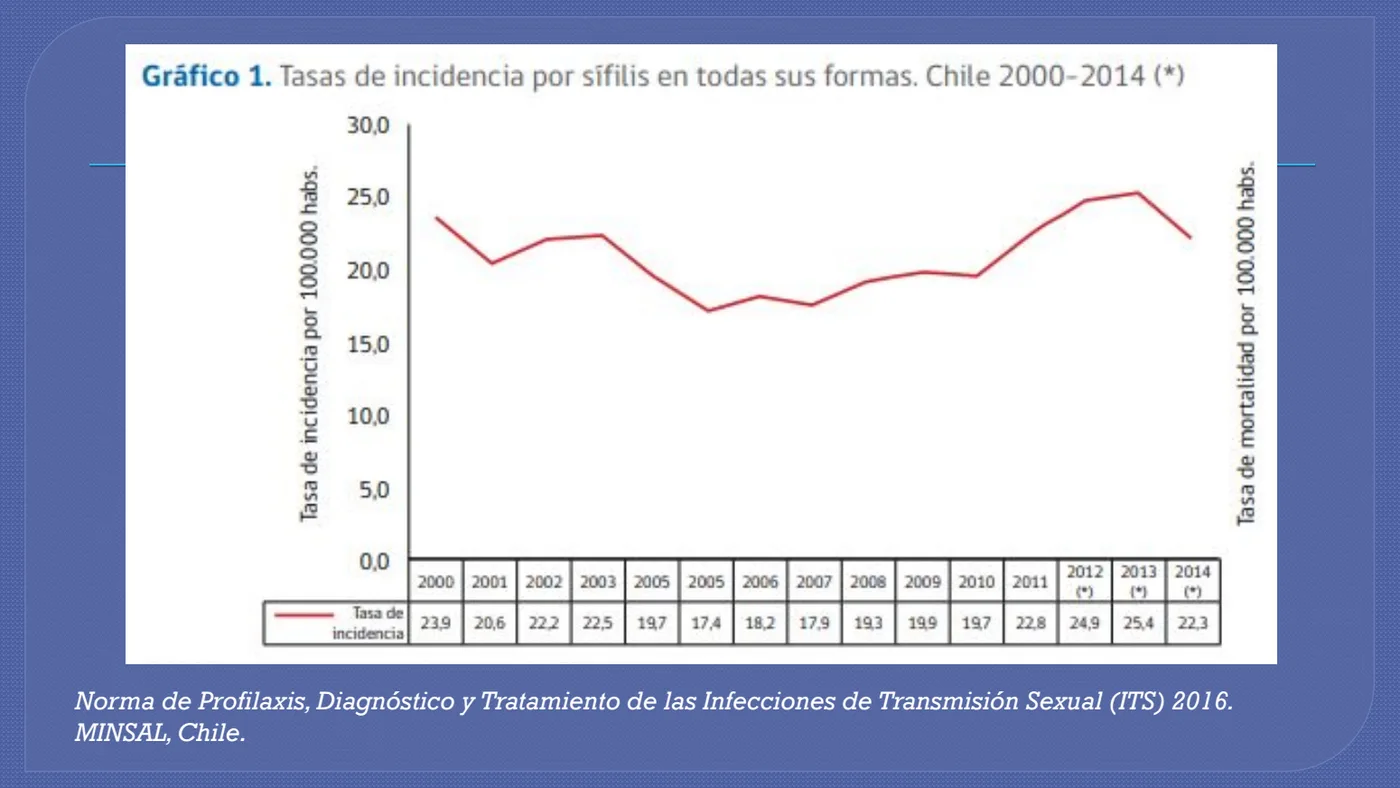 Gráfico 1. Tasas de incidencia por sífilis en todas sus formas. Chile 2000-2014 (*)
Tasa de incidencia por 100.000 habs.
30,0
25,0
20,0
15,0
10,0
5,0
0,0
Tasa de mortalidad por 100.000 habs.
2000 2001 2002 2003 2005 2005 2006 2007 2008 2009 2010 2011 2012 (*) 2013 (*) 2014 (*)
Tasa de incidencia 23,9 20,6 22,2 22,5 19,7 17,4 18,2 17,9 19,3 19,9 19,7 22,8 24,9 25,4 22,3
Norma de Profilaxis, Diagnóstico y Tratamiento de las Infecciones de Transmisión Sexual (ITS) 2016.
MINSAL, Chile.